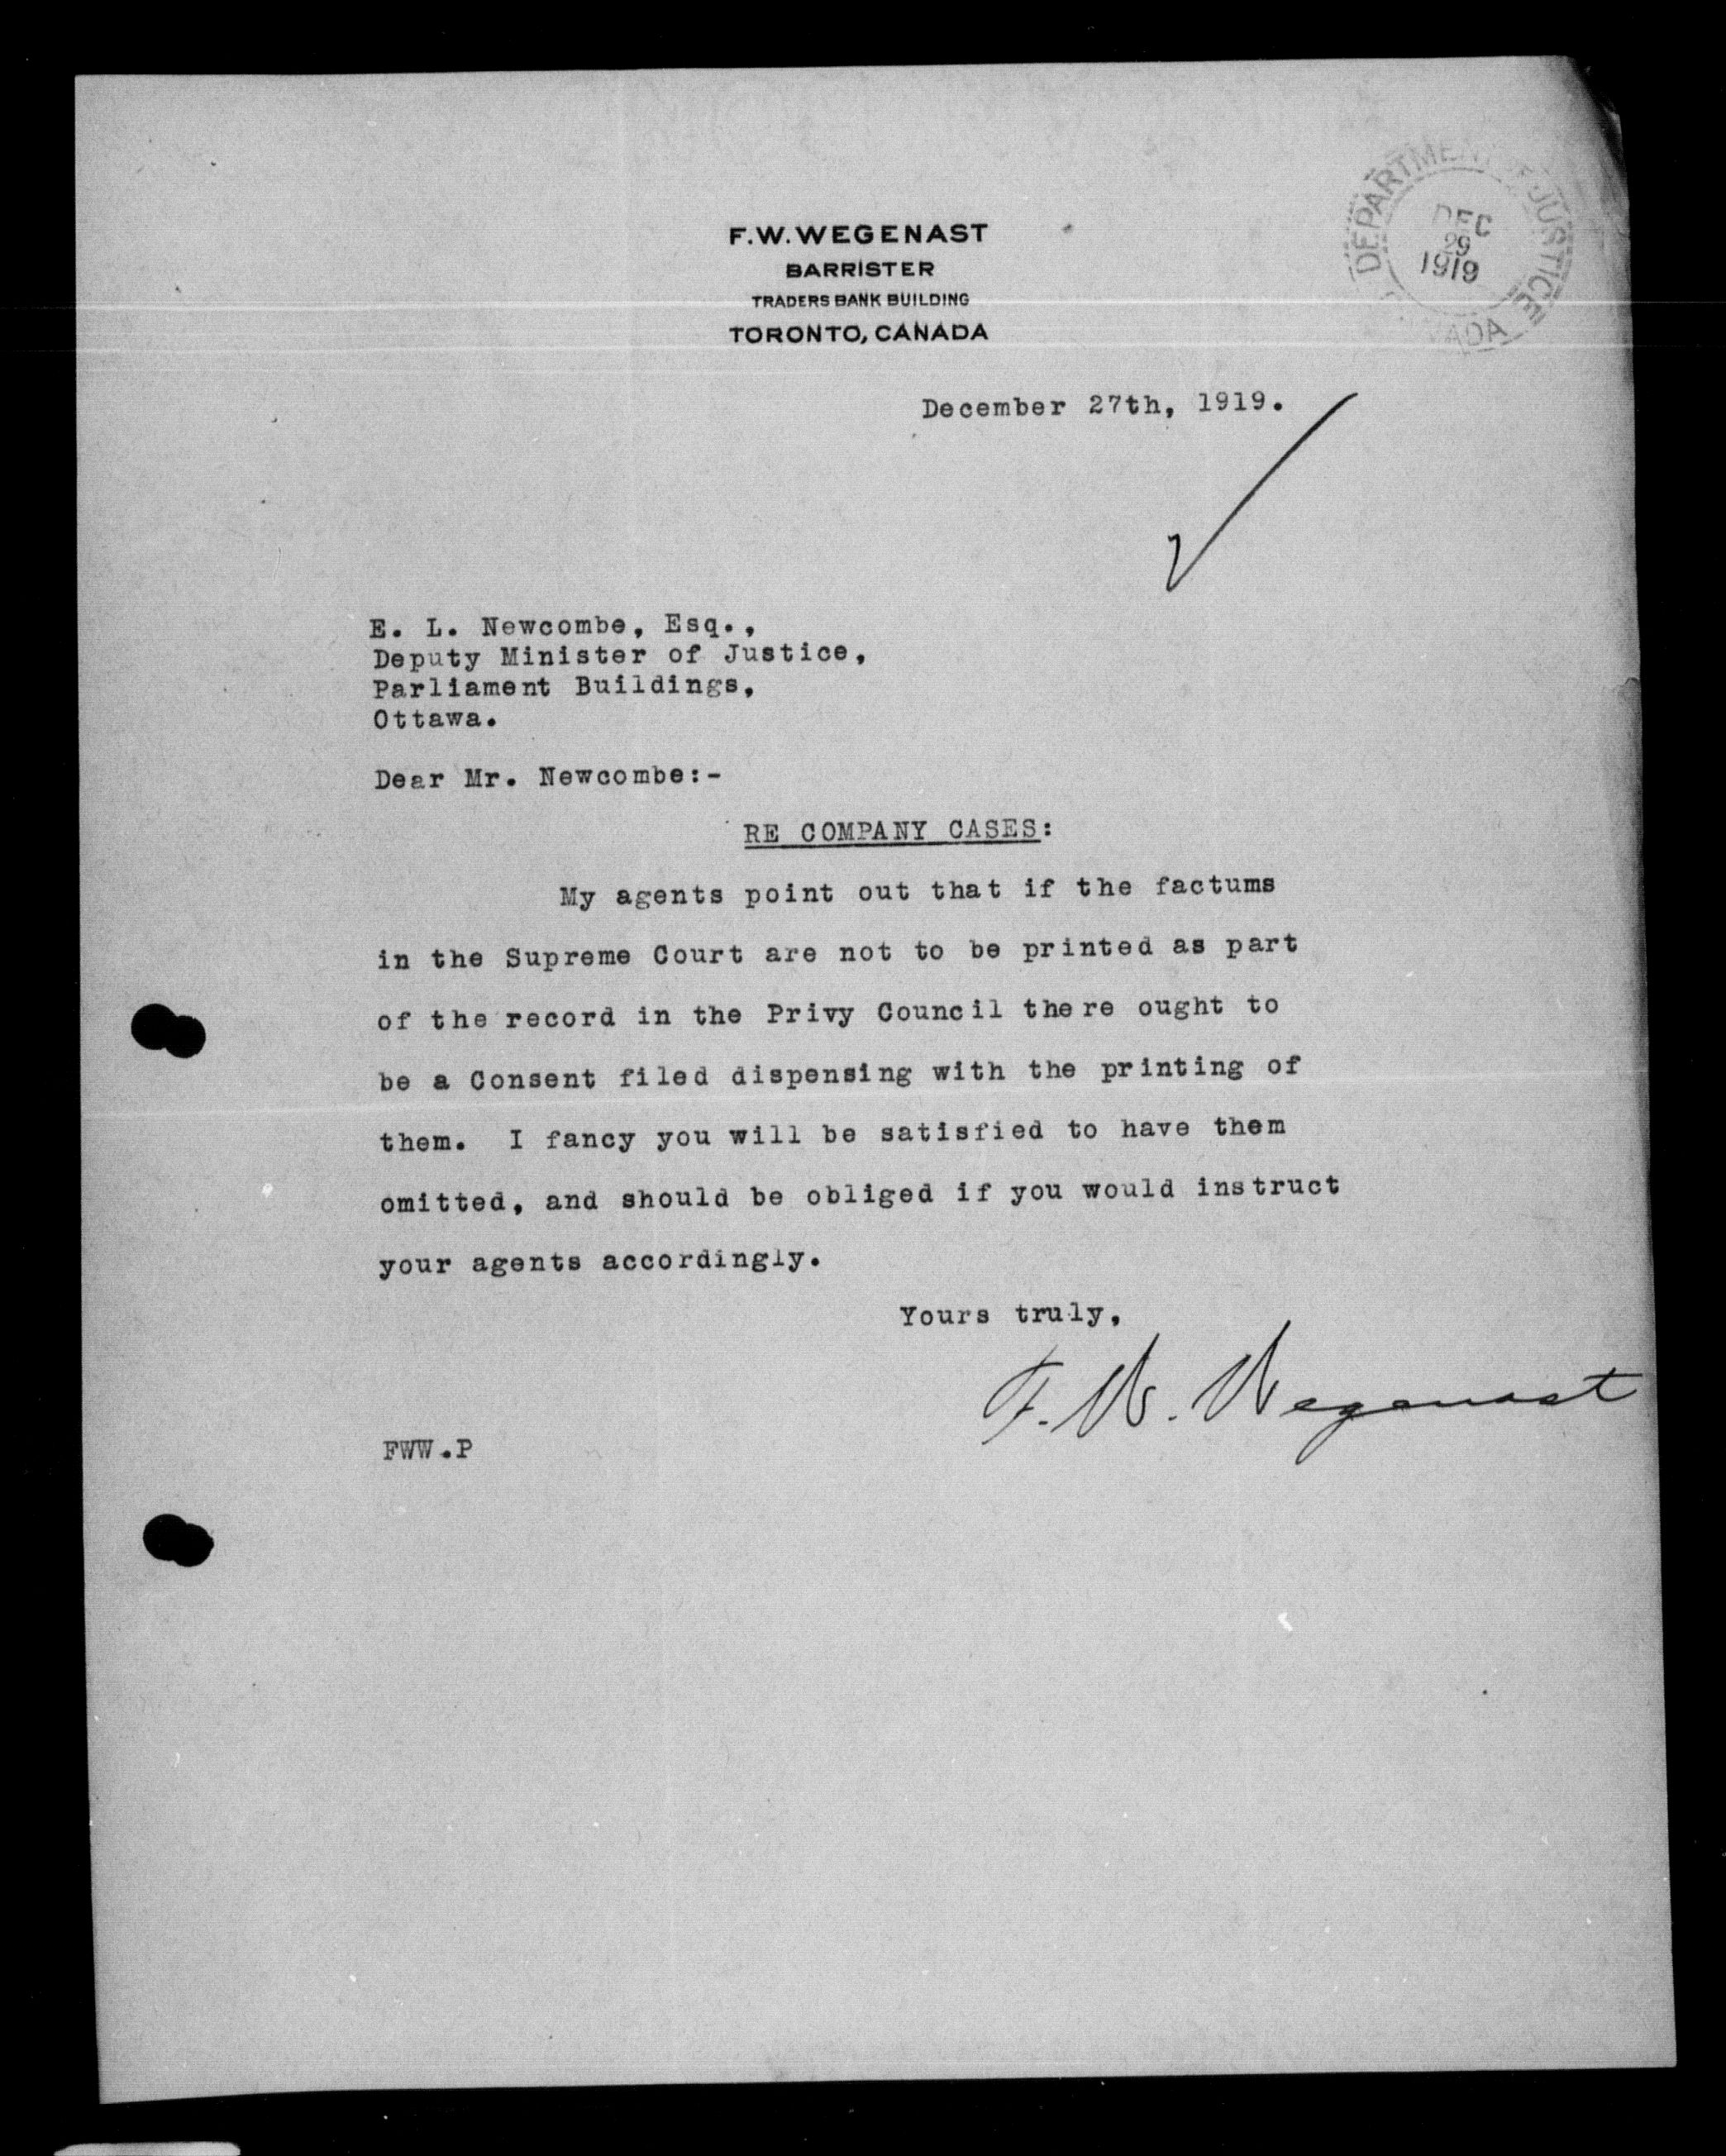 F.W. WEGENAST
BARRISTER
TRADERS BANK BUILDING
TORONTO, CANADA
DEPARTMENT OF JUSTICE
DEC
29
1919
CANADA
December 27th, 1919.
E. L. Newcombe, Esq.,
Deputy Minister of Justice,
Parliament Buildings,
Ottawa.
Dear Mr. Newcombe:-
RE COMPANY CASES:
My agents point out that if the factums
in the Supreme Court are not to be printed as part
of the record in the Privy Council there ought to
be a Consent filed dispensing with the printing of
them. I fancy you will be satisfied to have them
omitted, and should be obliged if you would instruct
your agents accordingly.
Yours truly,
F. W. Wegenast
FWW.P